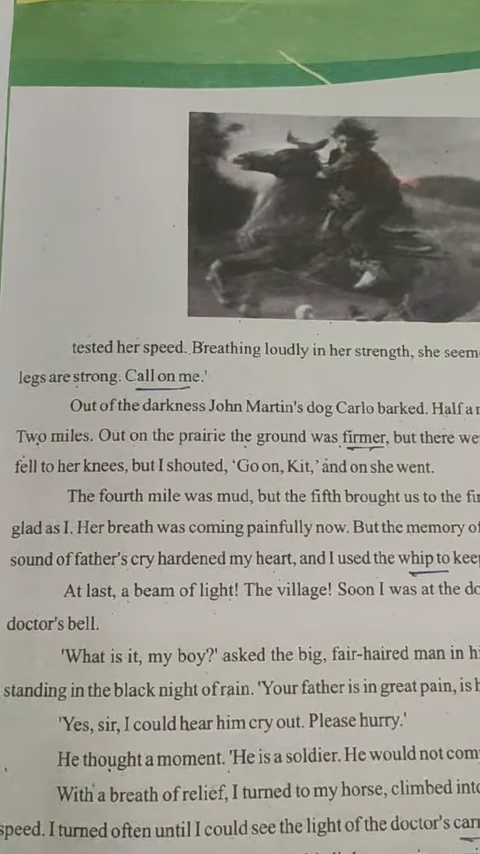 tested her speed. Breathing loudly in her strength, she seem
legs are strong. Call on me.'
Out of the darkness John Martin's dog Carlo barked. Half a
Two miles. Out on the prairie the ground was firmer, but there we
fell to her knees, but I shouted, 'Go on, Kit,' and on she went.
The fourth mile was mud, but the fifth brought us to the fi
glad as I. Her breath was coming painfully now. But the memory of
sound of father's cry hardened my heart, and I used the whip to kee
At last, a beam of light! The village! Soon I was at the do
doctor's bell.
'What is it, my boy?' asked the big, fair-haired man in hi
standing in the black night of rain. 'Your father is in great pain, is h
'Yes, sir, I could hear him cry out. Please hurry.'
He thought a moment. 'He is a soldier. He would not com
With a breath of relief, I turned to my horse, climbed into
speed. I turned often until I could see the light of the doctor's carr